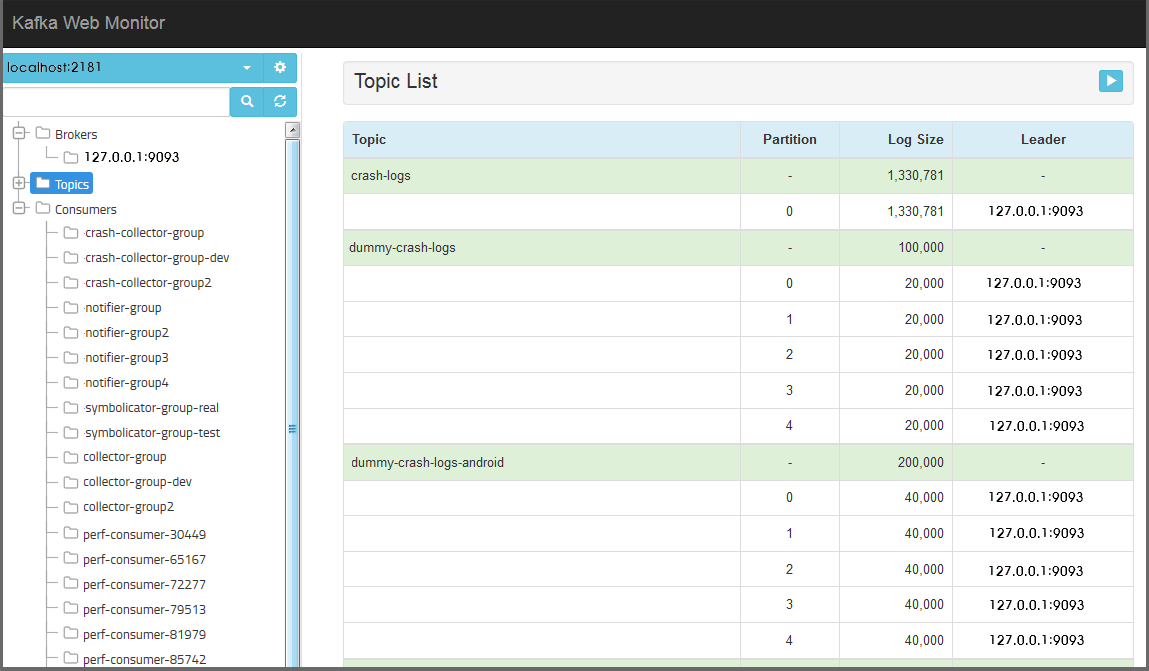 Kafka Web Monitor
localhost:2181
Brokers
127.0.0.1:9093
Topics
Consumers
crash-collector-group
crash-collector-group-dev
crash-collector-group2
notifier-group
notifier-group2
notifier-group3
notifier-group4
symbolicator-group-real
symbolicator-group-test
collector-group
collector-group-dev
collector-group2
perf-consumer-30449
perf-consumer-65167
perf-consumer-72277
perf-consumer-79513
perf-consumer-81979
perf-consumer-85742
Topic List
Topic Partition Log Size Leader
crash-logs - 1,330,781 -
0 1,330,781 127.0.0.1:9093
dummy-crash-logs - 100,000 -
0 20,000 127.0.0.1:9093
1 20,000 127.0.0.1:9093
2 20,000 127.0.0.1:9093
3 20,000 127.0.0.1:9093
4 20,000 127.0.0.1:9093
dummy-crash-logs-android - 200,000 -
0 40,000 127.0.0.1:9093
1 40,000 127.0.0.1:9093
2 40,000 127.0.0.1:9093
3 40,000 127.0.0.1:9093
4 40,000 127.0.0.1:9093